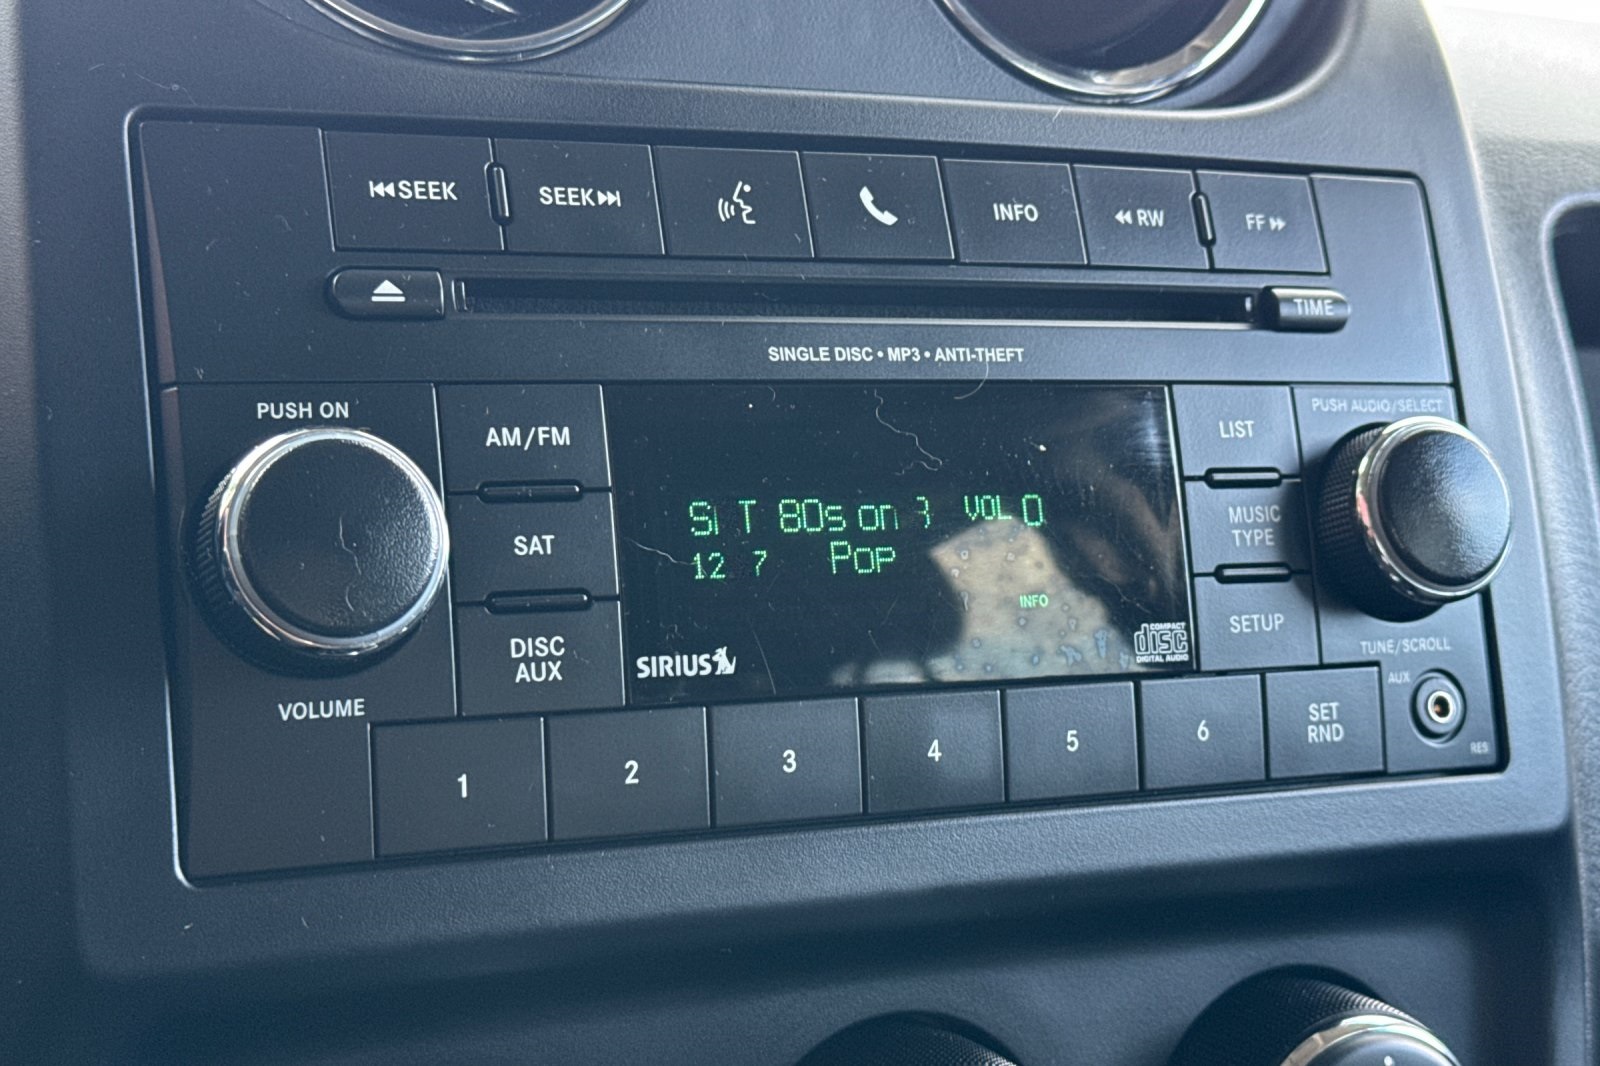 SEEK
SEEK
INFO
RW
FF
TIME
SINGLE DISC • MP3 • ANTI-THEFT
PUSH ON
AM/FM
LIST
PUSH AUDIO/SELECT
80s on
VOL 0
SAT
MUSIC
TYPE
Pop
INFO
DISC
AUX
SIRIUS
COMPACT
disc
DIGITAL AUDIO
SETUP
TUNE/SCROLL
VOLUME
AUX
1
2
3
4
5
6
SET
RND
RES